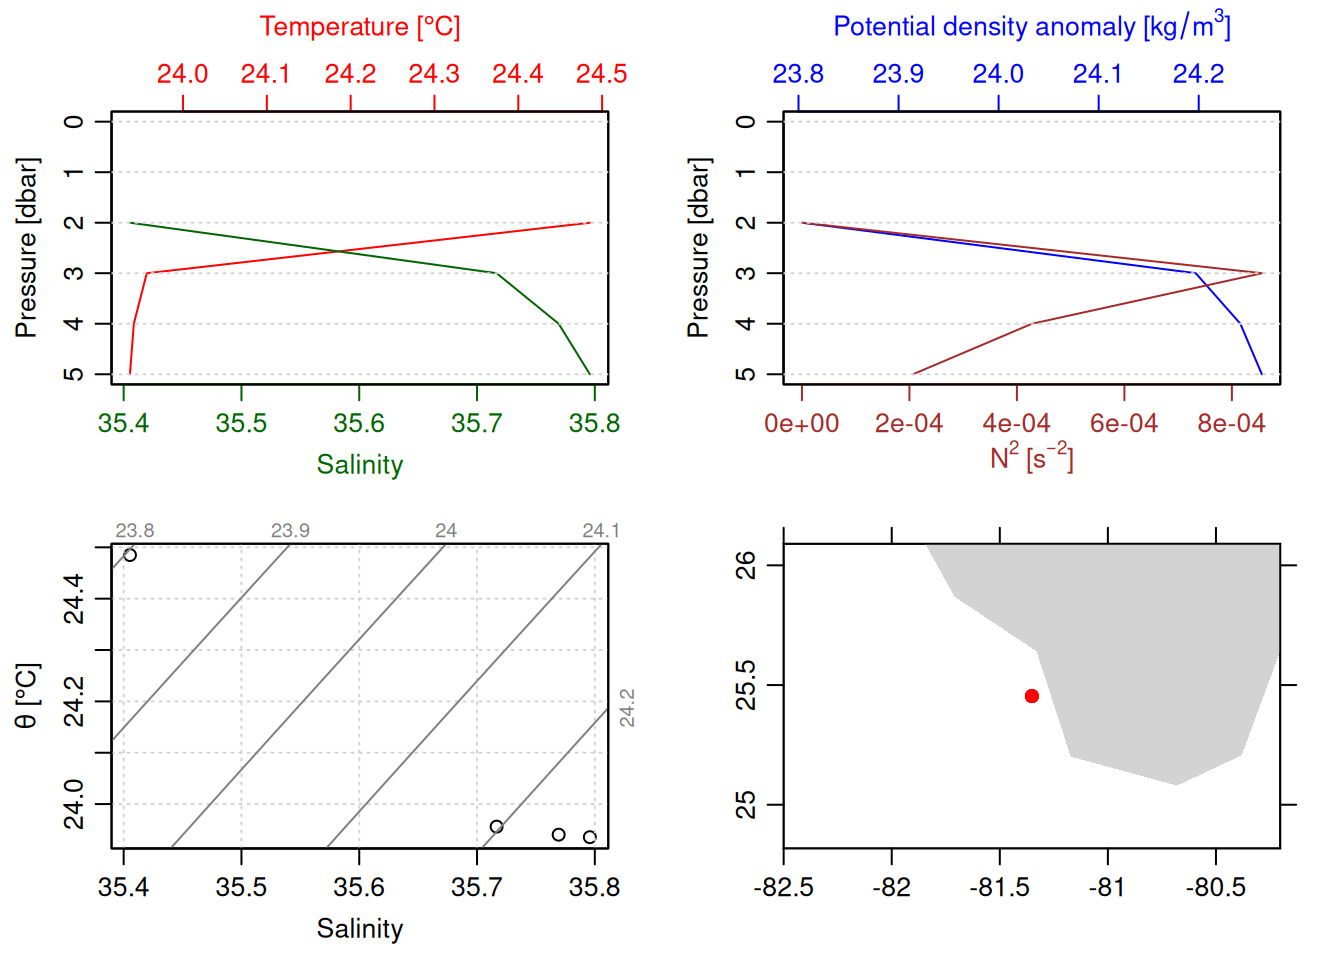 Temperature [°C]
24.0 24.1 24.2 24.3 24.4 24.5
Pressure [dbar]
0
1
2
3
4
5
35.4 35.5 35.6 35.7 35.8
Salinity
Potential density anomaly [kg/m³]
23.8 23.9 24.0 24.1 24.2
Pressure [dbar]
0
1
2
3
4
5
0e+00 2e-04 4e-04 6e-04 8e-04
N² [s⁻²]
23.8 23.9 24 24.1
24.2
θ [°C]
24.4
24.2
24.0
35.4 35.5 35.6 35.7 35.8
Salinity
26
25.5
25
-82.5 -82 -81.5 -81 -80.5